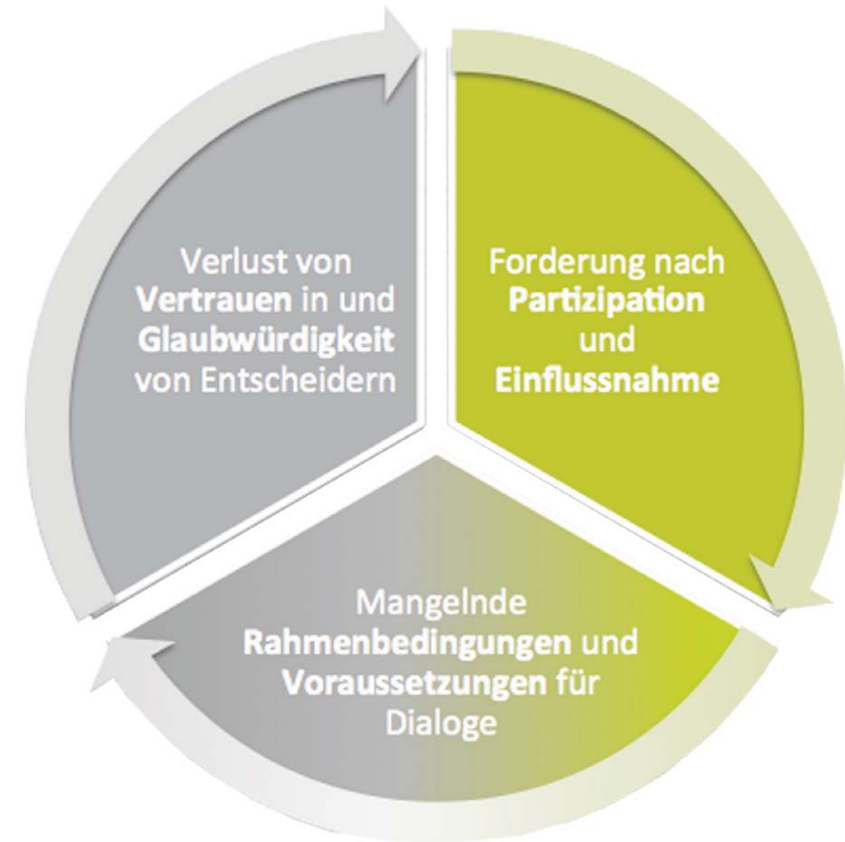 Verlust von
Vertrauen in und
Glaubwürdigkeit
von Entscheidern
Forderung nach
Partizipation
und
Einflussnahme
Mangelnde
Rahmenbedingungen und
Voraussetzungen für
Dialoge